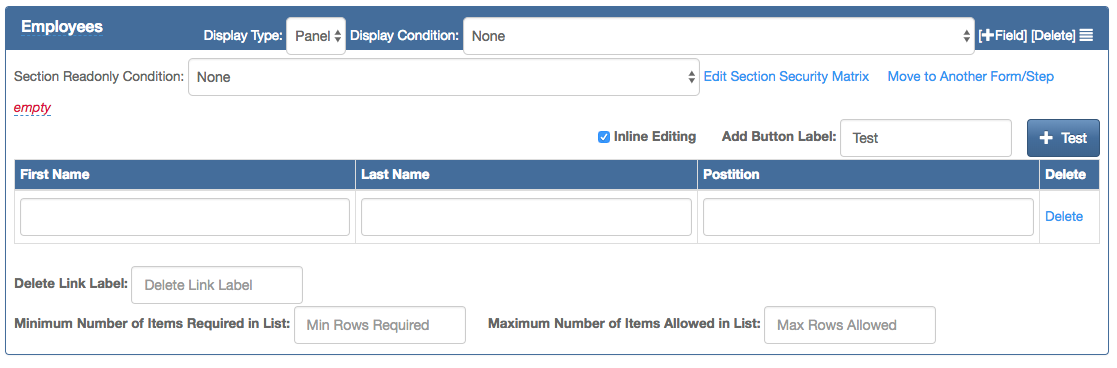 Employees
Display Type: Panel Display Condition: None [+Field] [Delete]
Section Readonly Condition: None Edit Section Security Matrix Move to Another Form/Step
empty
Inline Editing Add Button Label: Test + Test
First Name Last Name Postition Delete
Delete
Delete Link Label: Delete Link Label
Minimum Number of Items Required in List: Min Rows Required Maximum Number of Items Allowed in List: Max Rows Allowed